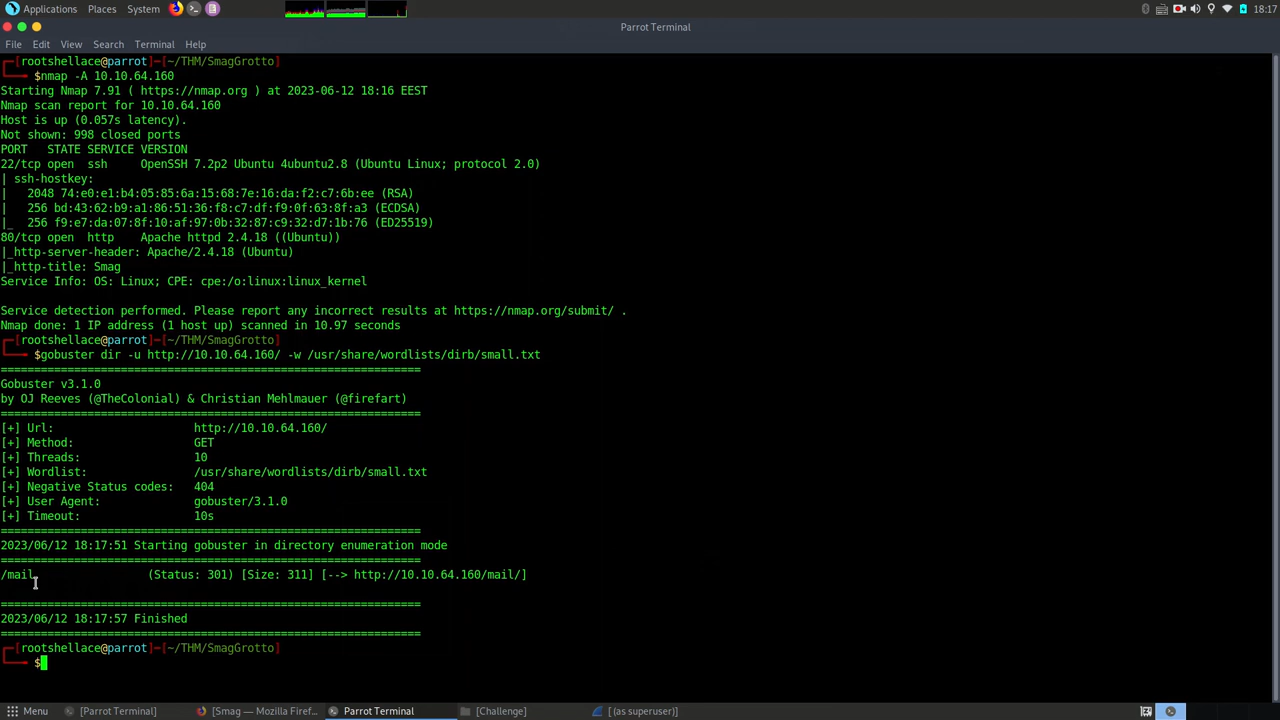 Applications Places System 18:17
Parrot Terminal
File Edit View Search Terminal Help
┌─[rootshellace@parrot]─[~/THM/SmagGrotto]
└──╼ $nmap -A 10.10.64.160
Starting Nmap 7.91 ( https://nmap.org ) at 2023-06-12 18:16 EEST
Nmap scan report for 10.10.64.160
Host is up (0.057s latency).
Not shown: 998 closed ports
PORT   STATE SERVICE VERSION
22/tcp open  ssh     OpenSSH 7.2p2 Ubuntu 4ubuntu2.8 (Ubuntu Linux; protocol 2.0)
| ssh-hostkey:
|   2048 74:e0:e1:b4:05:85:6a:15:68:7e:16:da:f2:c7:6b:ee (RSA)
|   256 bd:43:62:b9:a1:86:51:36:f8:c7:df:f9:0f:63:8f:a3 (ECDSA)
|_  256 f9:e7:da:07:8f:10:af:97:0b:32:87:c9:32:d7:1b:76 (ED25519)
80/tcp open  http    Apache httpd 2.4.18 ((Ubuntu))
|_http-server-header: Apache/2.4.18 (Ubuntu)
|_http-title: Smag
Service Info: OS: Linux; CPE: cpe:/o:linux:linux_kernel
Service detection performed. Please report any incorrect results at https://nmap.org/submit/ .
Nmap done: 1 IP address (1 host up) scanned in 10.97 seconds
┌─[rootshellace@parrot]─[~/THM/SmagGrotto]
└──╼ $gobuster dir -u http://10.10.64.160/ -w /usr/share/wordlists/dirb/small.txt
===============================================================
Gobuster v3.1.0
by OJ Reeves (@TheColonial) & Christian Mehlmauer (@firefart)
===============================================================
[+] Url:                     http://10.10.64.160/
[+] Method:                  GET
[+] Threads:                 10
[+] Wordlist:                /usr/share/wordlists/dirb/small.txt
[+] Negative Status codes:   404
[+] User Agent:              gobuster/3.1.0
[+] Timeout:                 10s
===============================================================
2023/06/12 18:17:51 Starting gobuster in directory enumeration mode
===============================================================
/mail                 (Status: 301) [Size: 311] [--> http://10.10.64.160/mail/]
===============================================================
2023/06/12 18:17:57 Finished
===============================================================
┌─[rootshellace@parrot]─[~/THM/SmagGrotto]
└──╼ $
Menu [Parrot Terminal] [Smag — Mozilla Firef... Parrot Terminal [Challenge] [ (as superuser)]